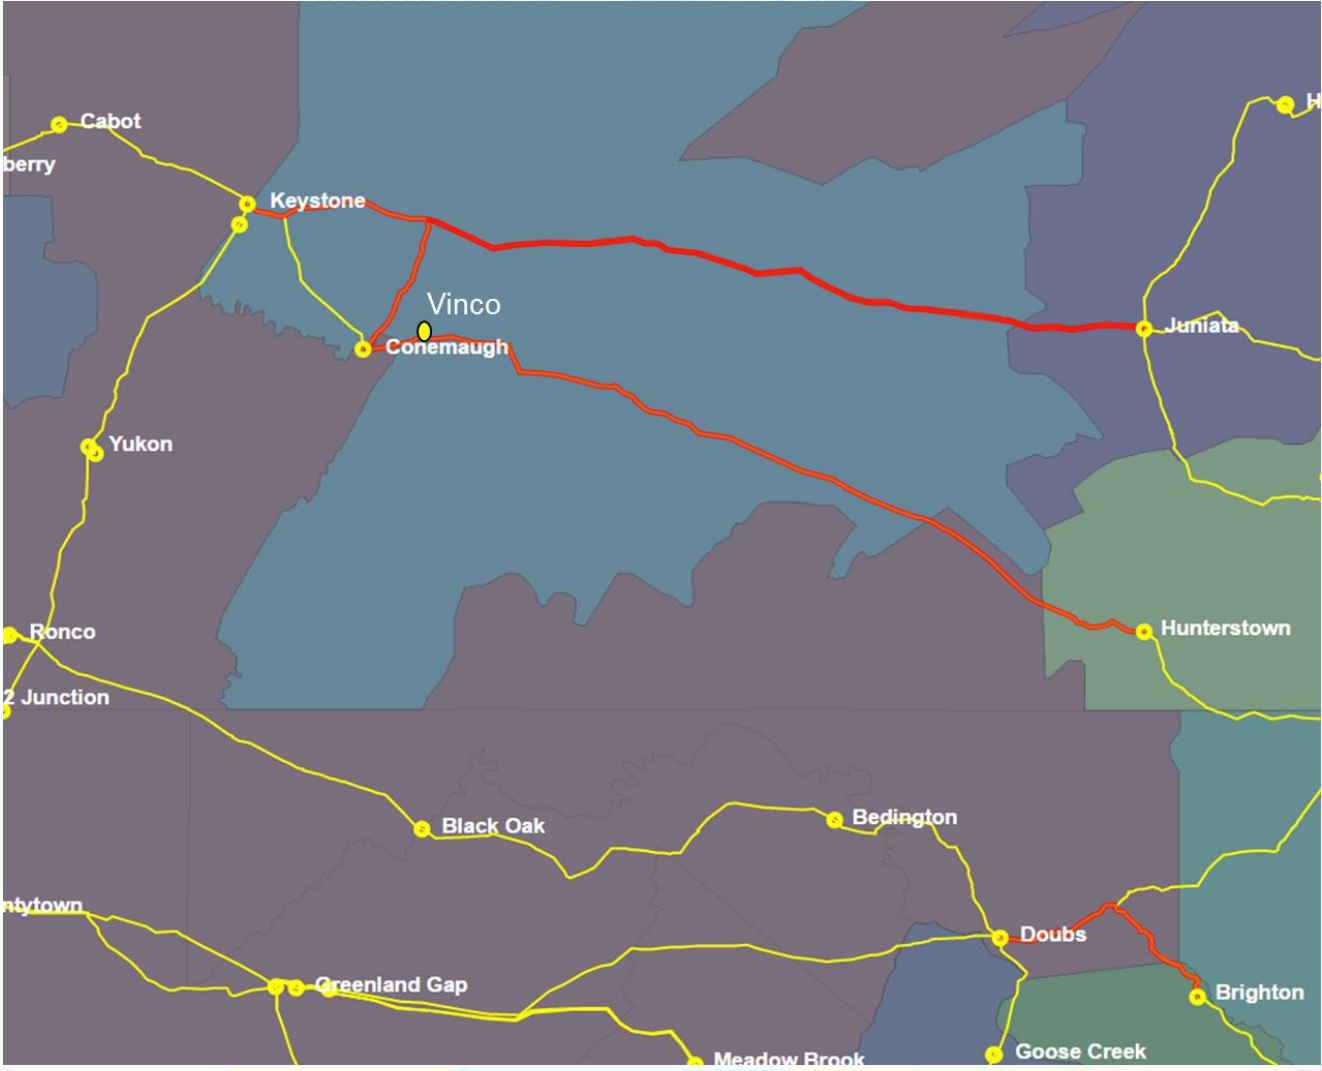 H
Cabot
berry
Keystone
Vinco
Juniata
Conemaugh
Yukon
Hunterstown
Ronco
2 Junction
Black Oak
Bedington
ntytown
Doubs
Greenland Gap
Brighton
Goose Creek
Meadow Brook